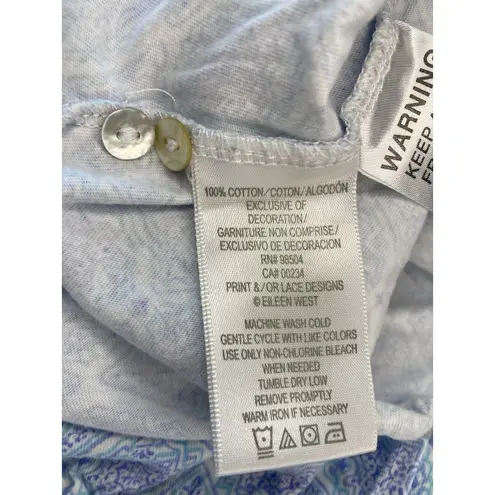 100% COTTON/COTON/ALGODÓN
EXCLUSIVE OF
DECORATION/
GARNITURE NON COMPRISE/
EXCLUSIVO DE DECORACION
RN# 98504
CA# 00234
PRINT &/OR LACE DESIGNS
© EILEEN WEST
MACHINE WASH COLD
GENTLE CYCLE WITH LIKE COLORS
USE ONLY NON-CHLORINE BLEACH
WHEN NEEDED
TUMBLE DRY LOW
REMOVE PROMPTLY
WARM IRON IF NECESSARY
WARNING
KEEP